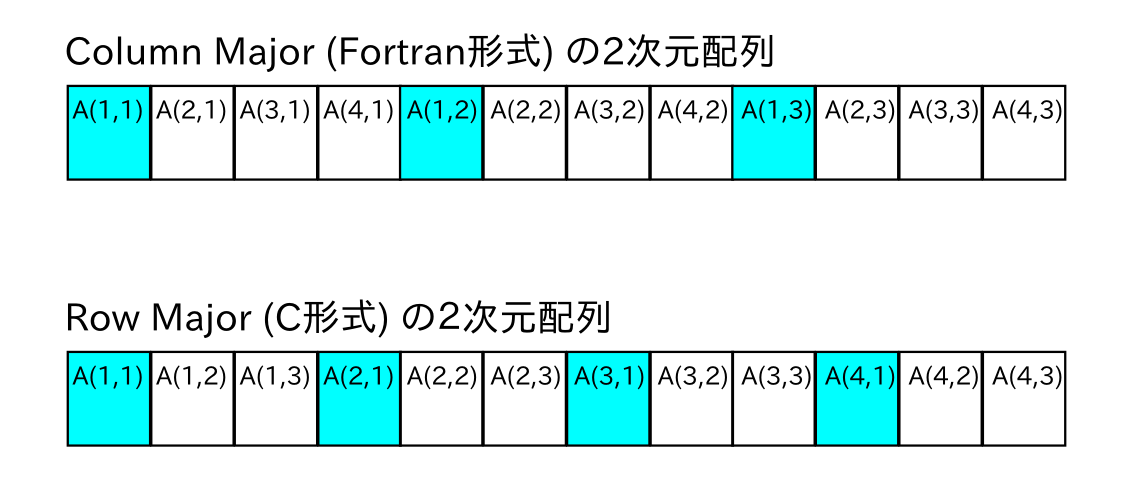 Column Major (Fortran形式) の2次元配列
A(1,1) A(2,1) A(3,1) A(4,1) A(1,2) A(2,2) A(3,2) A(4,2) A(1,3) A(2,3) A(3,3) A(4,3)
Row Major (C形式) の2次元配列
A(1,1) A(1,2) A(1,3) A(2,1) A(2,2) A(2,3) A(3,1) A(3,2) A(3,3) A(4,1) A(4,2) A(4,3)